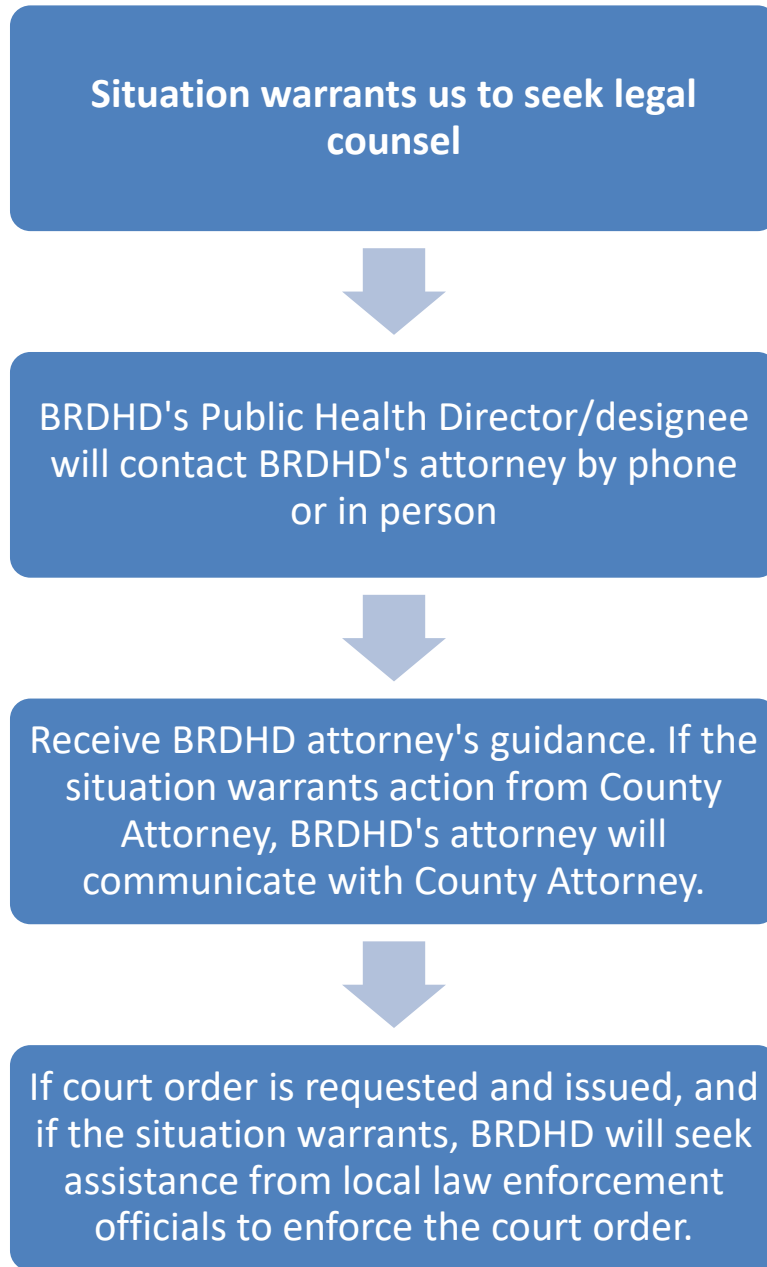 Situation warrants us to seek legal
counsel
BRDHD's Public Health Director/designee
will contact BRDHD's attorney by phone
or in person
Receive BRDHD attorney's guidance. If the
situation warrants action from County
Attorney, BRDHD's attorney will
communicate with County Attorney.
If court order is requested and issued, and
if the situation warrants, BRDHD will seek
assistance from local law enforcement
officials to enforce the court order.